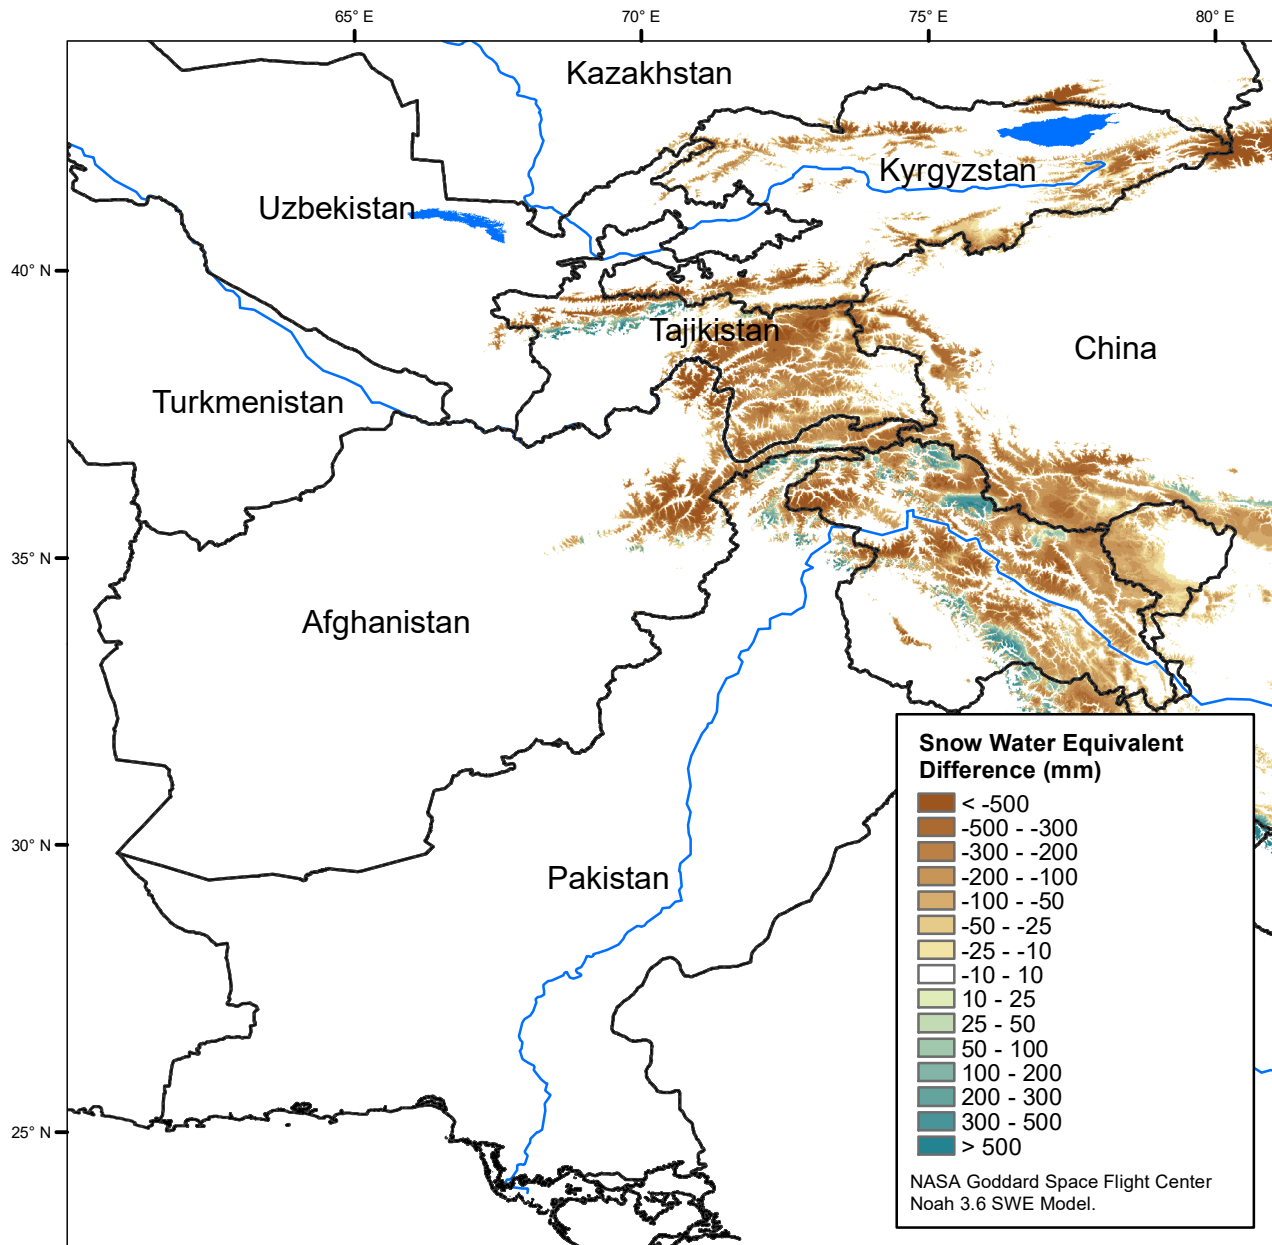 65° E
70° E
75° E
80° E
Kazakhstan
Kyrgyzstan
Uzbekistan
40° N
Tajikistan
China
Turkmenistan
35° N
Afghanistan
30° N
Pakistan
25° N
Snow Water Equivalent
Difference (mm)
< -500
-500 - -300
-300 - -200
-200 - -100
-100 - -50
-50 - -25
-25 - -10
-10 - 10
10 - 25
25 - 50
50 - 100
100 - 200
200 - 300
300 - 500
> 500
NASA Goddard Space Flight Center
Noah 3.6 SWE Model.